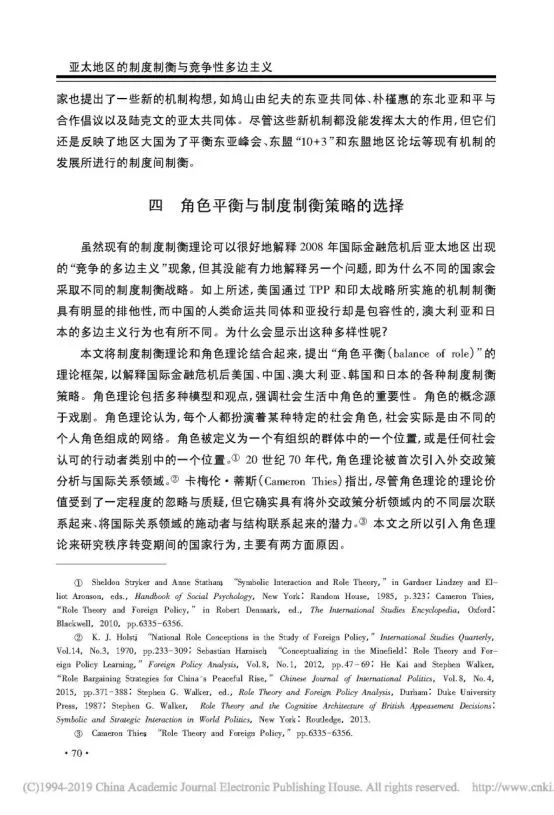 亚太地区的制度制衡与竞争性多边主义
家也提出了一些新的机制构想,如鸠山由纪夫的东亚共同体、朴槿惠的东北亚和平与
合作倡议以及陆克文的亚太共同体。尽管这些新机制都没能发挥太大的作用,但它们
还是反映了地区大国为了平衡东亚峰会、东盟“10+3”和东盟地区论坛等现有机制的
发展所进行的制度间制衡。
四 角色平衡与制度制衡策略的选择
虽然现有的制度制衡理论可以很好地解释 2008 年国际金融危机后亚太地区出现
的“竞争的多边主义”现象,但其没能有力地解释另一个问题,即为什么不同的国家会
采取不同的制度制衡战略。如上所述,美国通过 TPP 和印太战略所实施的机制制衡
具有明显的排他性,而中国的人类命运共同体和亚投行却是包容性的,澳大利亚和日
本的多边主义行为也有所不同。为什么会显示出这种多样性呢?
本文将制度制衡理论和角色理论结合起来,提出“角色平衡(balance of role)”的
理论框架,以解释国际金融危机后美国、中国、澳大利亚、韩国和日本的各种制度制衡
策略。角色理论包括多种模型和观点,强调社会生活中角色的重要性。角色的概念源
于戏剧。角色理论认为,每个人都扮演着某种特定的社会角色,社会实际是由不同的
个人角色组成的网络。角色被定义为一个有组织的群体中的一个位置,或是任何社会
认可的行动者类别中的一个位置。① 20 世纪 70 年代,角色理论被首次引入外交政策
分析与国际关系领域。② 卡梅伦·蒂斯(Cameron Thies)指出,尽管角色理论的理论价
值受到了一定程度的忽略与质疑,但它确实具有将外交政策分析领域内的不同层次联
系起来、将国际关系领域的施动者与结构联系起来的潜力。③ 本文之所以引入角色理
论来研究秩序转变期间的国家行为,主要有两方面原因。
① Sheldon Stryker and Anne Statham, “Symbolic Interaction and Role Theory,” in Gardner Lindzey and El-
liot Aronson, eds., Handbook of Social Psychology, New York: Random House, 1985, p.323; Cameron Thies,
“Role Theory and Foreign Policy,” in Robert Denmark, ed., The International Studies Encyclopedia, Oxford:
Blackwell, 2010, pp.6335-6356.
② K. J. Holsti, “National Role Conceptions in the Study of Foreign Policy,” International Studies Quarterly,
Vol.14, No.3, 1970, pp.233-309; Sebastian Harnisch, “Conceptualizing in the Minefield: Role Theory and For-
eign Policy Learning,” Foreign Policy Analysis, Vol.8, No.1, 2012, pp.47-69; He Kai and Stephen Walker,
“Role Bargaining Strategies for China's Peaceful Rise,” Chinese Journal of International Politics, Vol.8, No.4,
2015, pp.371-388; Stephen G. Walker, ed., Role Theory and Foreign Policy Analysis, Durham: Duke University
Press, 1987; Stephen G. Walker, Role Theory and the Cognitive Architecture of British Appeasement Decisions:
Symbolic and Strategic Interaction in World Politics, New York: Routledge, 2013.
③ Cameron Thies, “Role Theory and Foreign Policy,” pp.6335-6356.
·70·
(C)1994-2019 China Academic Journal Electronic Publishing House. All rights reserved. http://www.cnki.